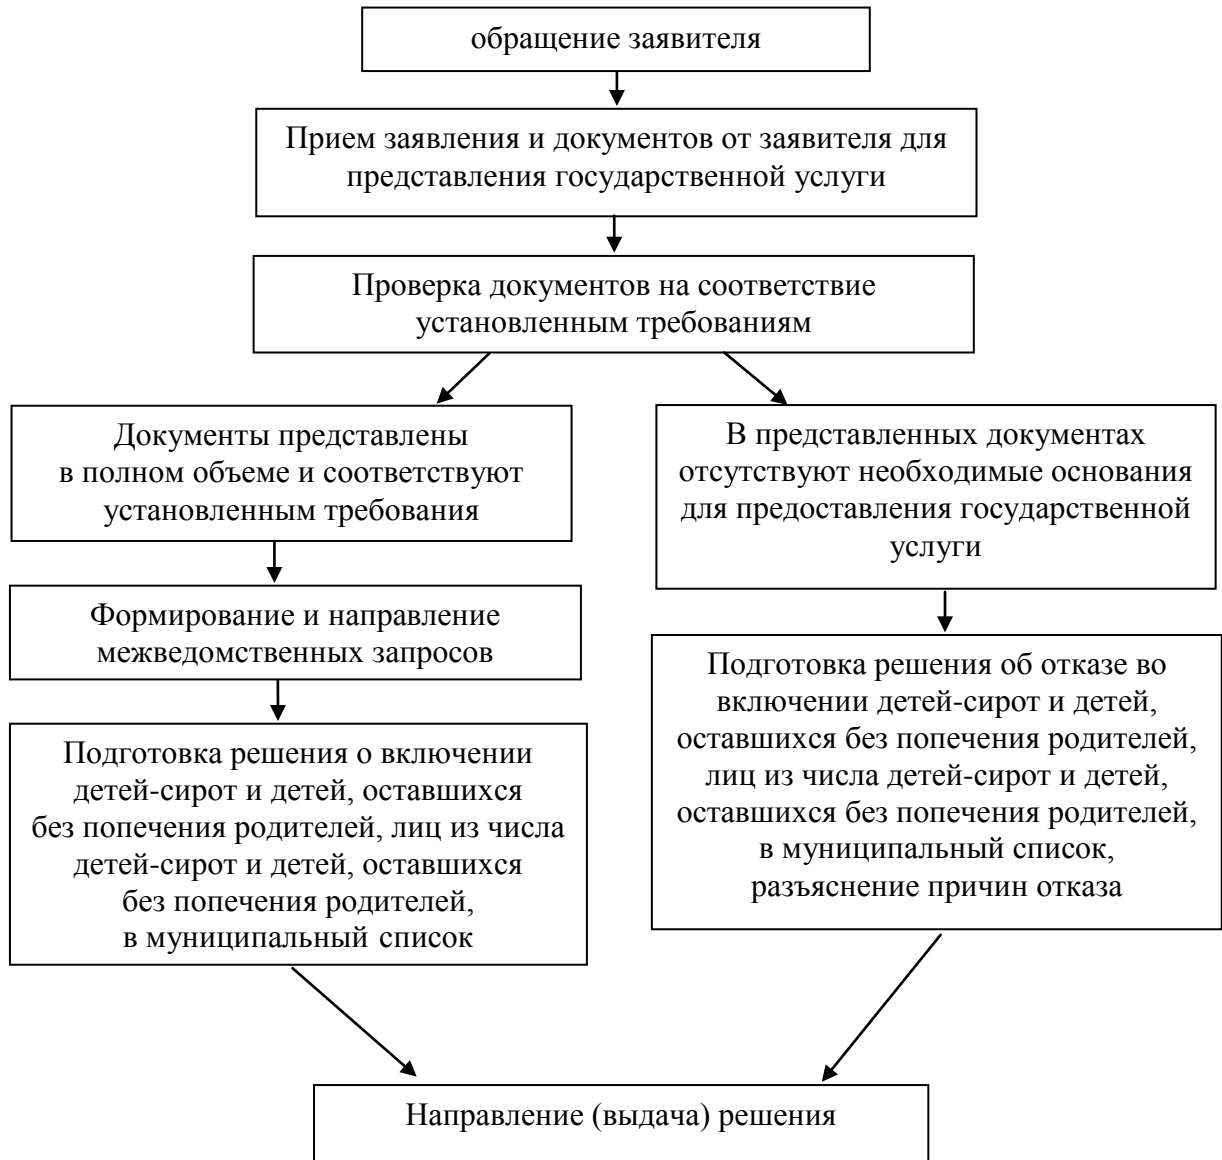 обращение заявителя
Прием заявления и документов от заявителя для
представления государственной услуги
Проверка документов на соответствие
установленным требованиям
Документы представлены
в полном объеме и соответствуют
установленным требования
В представленных документах
отсутствуют необходимые основания
для предоставления государственной
услуги
Формирование и направление
межведомственных запросов
Подготовка решения об отказе во
включении детей-сирот и детей,
оставшихся без попечения родителей,
лиц из числа детей-сирот и детей,
оставшихся без попечения родителей,
в муниципальный список,
разъяснение причин отказа
Подготовка решения о включении
детей-сирот и детей, оставшихся
без попечения родителей, лиц из числа
детей-сирот и детей, оставшихся
без попечения родителей,
в муниципальный список
Направление (выдача) решения